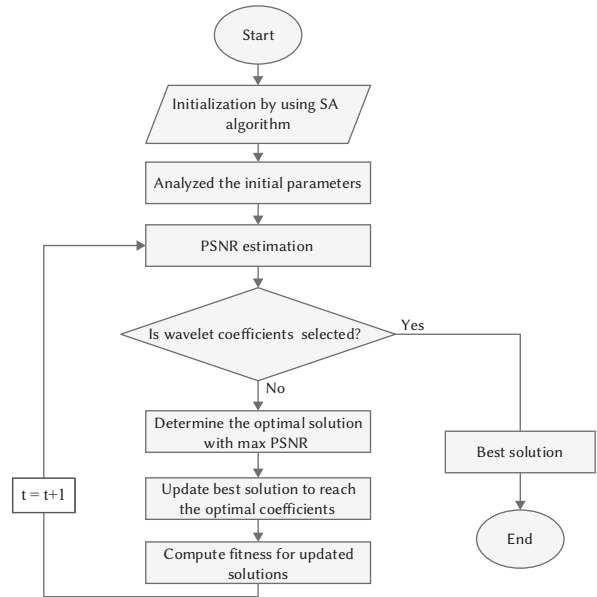 Start
Initialization by using SA
algorithm
Analyzed the initial parameters
PSNR estimation
Is wavelet coefficients selected?
Yes
No
Determine the optimal solution
with max PSNR
Best solution
Update best solution to reach
the optimal coefficients
t = t+1
Compute fitness for updated
solutions
End